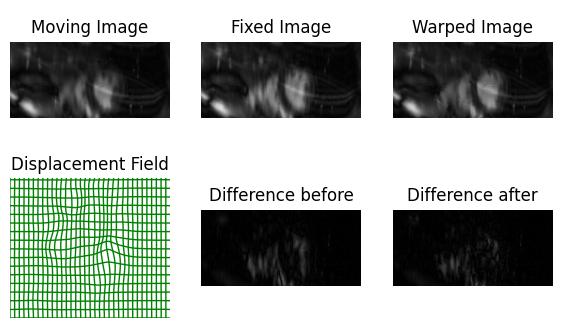 Moving Image
Fixed Image
Warped Image
Displacement Field
Difference before
Difference after